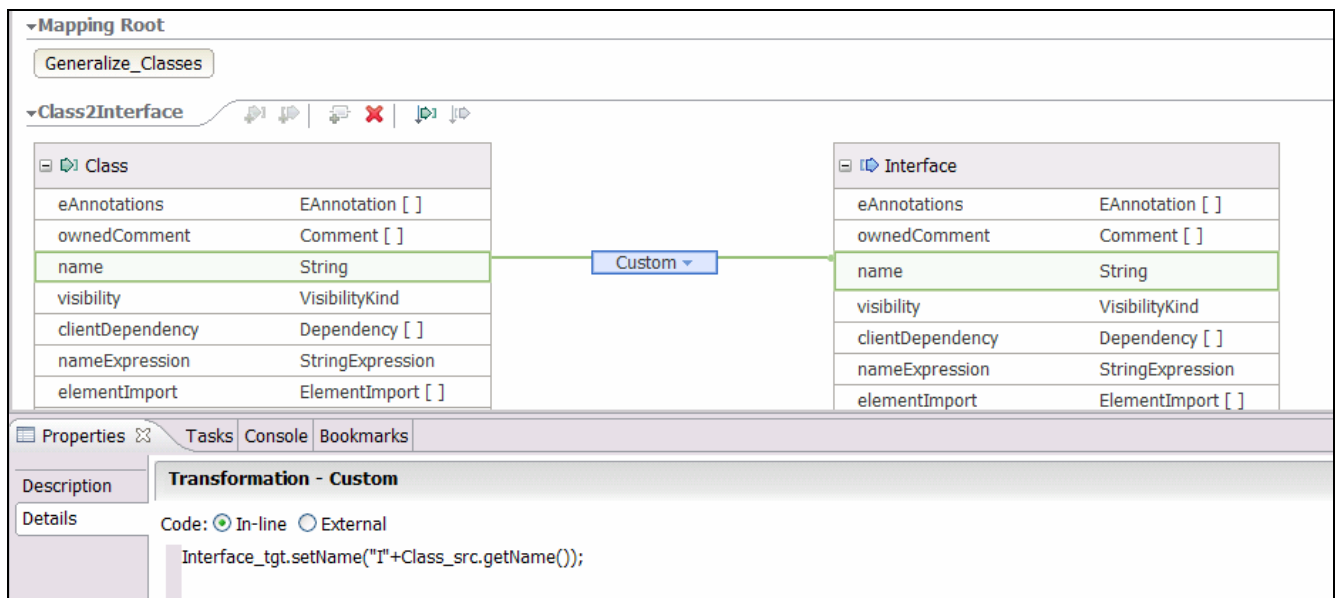 Mapping Root
Generalize_Classes
Class2Interface
Class
eAnnotations EAnnotation [ ]
ownedComment Comment [ ]
name String
visibility VisibilityKind
clientDependency Dependency [ ]
nameExpression StringExpression
elementImport ElementImport [ ]
Custom
Interface
eAnnotations EAnnotation [ ]
ownedComment Comment [ ]
name String
visibility VisibilityKind
clientDependency Dependency [ ]
nameExpression StringExpression
elementImport ElementImport [ ]
Properties Tasks Console Bookmarks
Description
Details
Transformation - Custom
Code: In-line External
Interface_tgt.setName("I"+Class_src.getName());